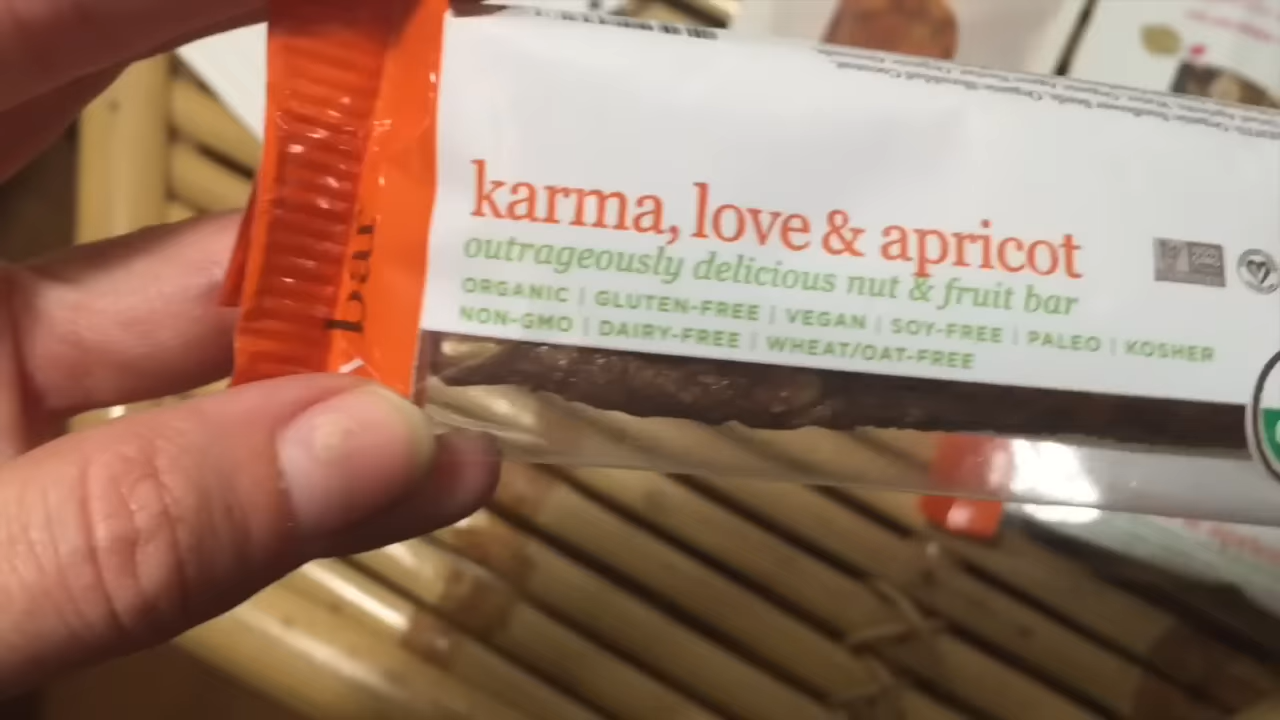 karma, love & apricot
outrageously delicious nut & fruit bar
ORGANIC | GLUTEN-FREE | VEGAN | SOY-FREE | PALEO | KOSHER
NON-GMO | DAIRY-FREE | WHEAT/OAT-FREE
bar